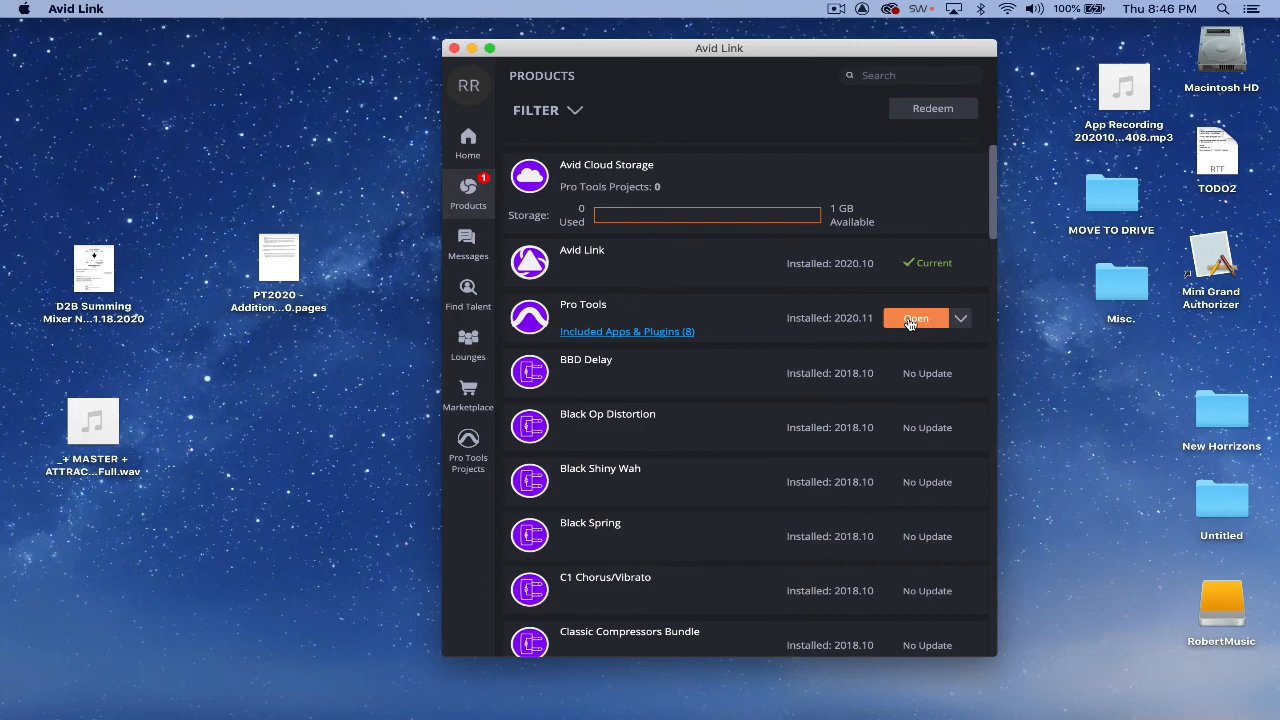 Avid Link
SW
100%
Thu 8:46 PM
Avid Link
RR
PRODUCTS
Search
FILTER
Redeem
Home
1
Products
Messages
Find Talent
Lounges
Marketplace
Pro Tools
Projects
Avid Cloud Storage
Pro Tools Projects: 0
Storage:
0
Used
1 GB
Available
Avid Link
Installed: 2020.10
Current
Pro Tools
Included Apps & Plugins (8)
Installed: 2020.11
Open
BBD Delay
Installed: 2018.10
No Update
Black Op Distortion
Installed: 2018.10
No Update
Black Shiny Wah
Installed: 2018.10
No Update
Black Spring
Installed: 2018.10
No Update
C1 Chorus/Vibrato
Installed: 2018.10
No Update
Classic Compressors Bundle
Installed: 2018.10
No Update
D2B Summing
Mixer N...1.18.2020
PT2020 -
Addition...0.pages
_+ MASTER +
ATTRAC...Full.wav
Macintosh HD
App Recording
202010...408.mp3
RTF
TODO2
MOVE TO DREB
Mini Grand
Authorizer
Misc.
New Horrizons
Untitled
RobertMusic